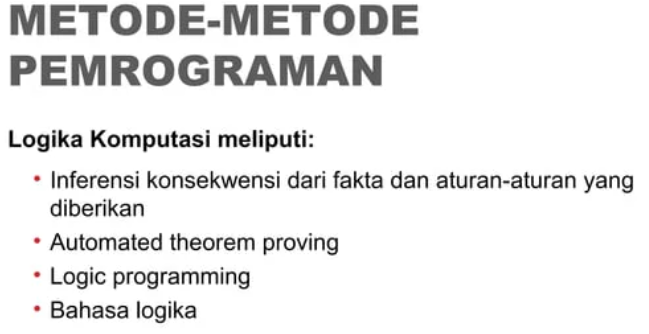 METODE-METODE
PEMROGRAMAN
Logika Komputasi meliputi:
• Inferensi konsekwensi dari fakta dan aturan-aturan yang
diberikan
• Automated theorem proving
• Logic programming
• Bahasa logika